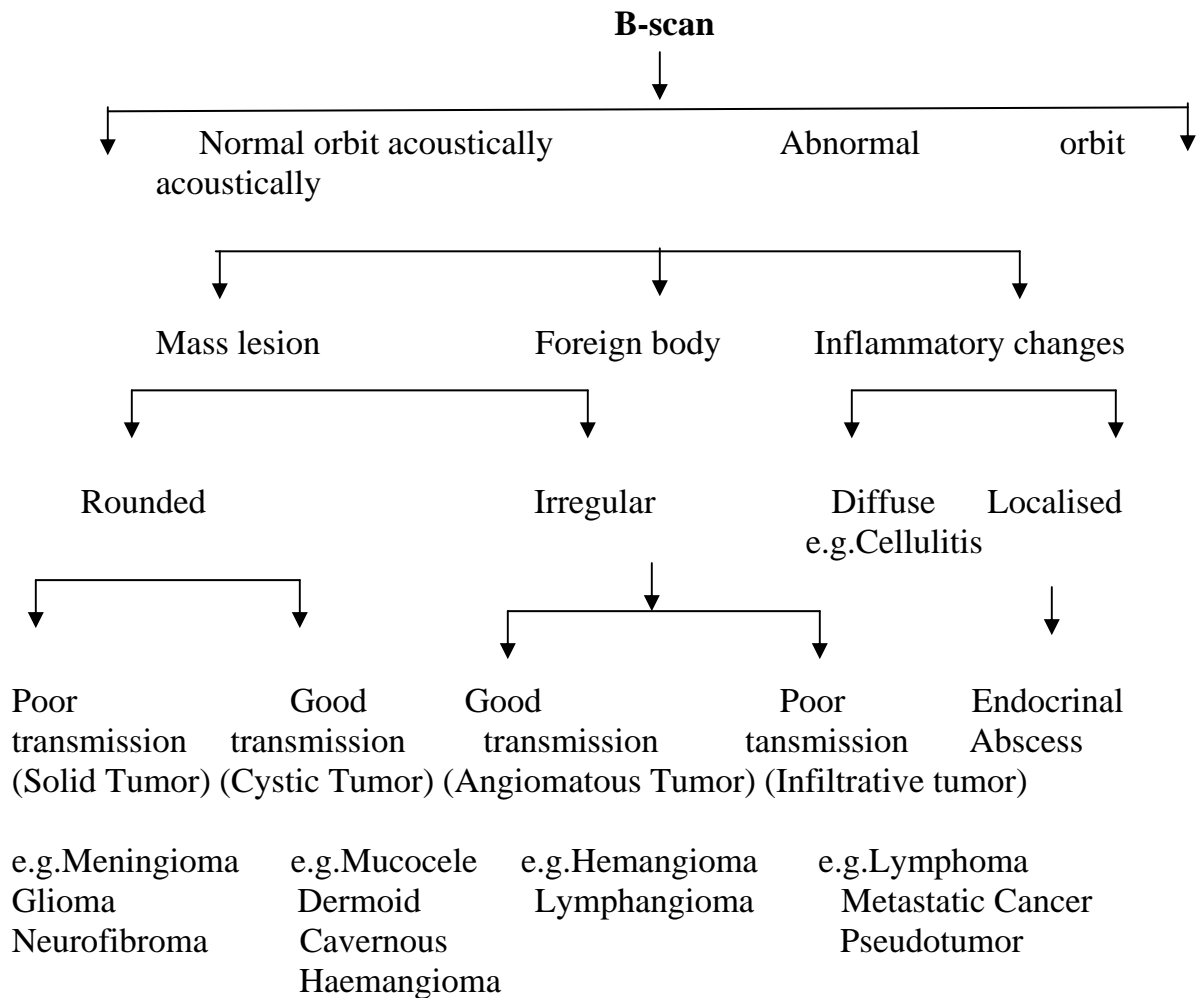 B-scan
Normal orbit acoustically Abnormal orbit
acoustically
Mass lesion Foreign body Inflammatory changes
Rounded Irregular Diffuse Localised
e.g.Cellulitis
Poor Good Good Poor Endocrinal
transmission transmission transmission tansmission Abscess
(Solid Tumor) (Cystic Tumor) (Angiomatous Tumor) (Infiltrative tumor)
e.g.Meningioma e.g.Mucocele e.g.Hemangioma e.g.Lymphoma
Glioma Dermoid Lymphangioma Metastatic Cancer
Neurofibroma Cavernous Pseudotumor
Haemangioma